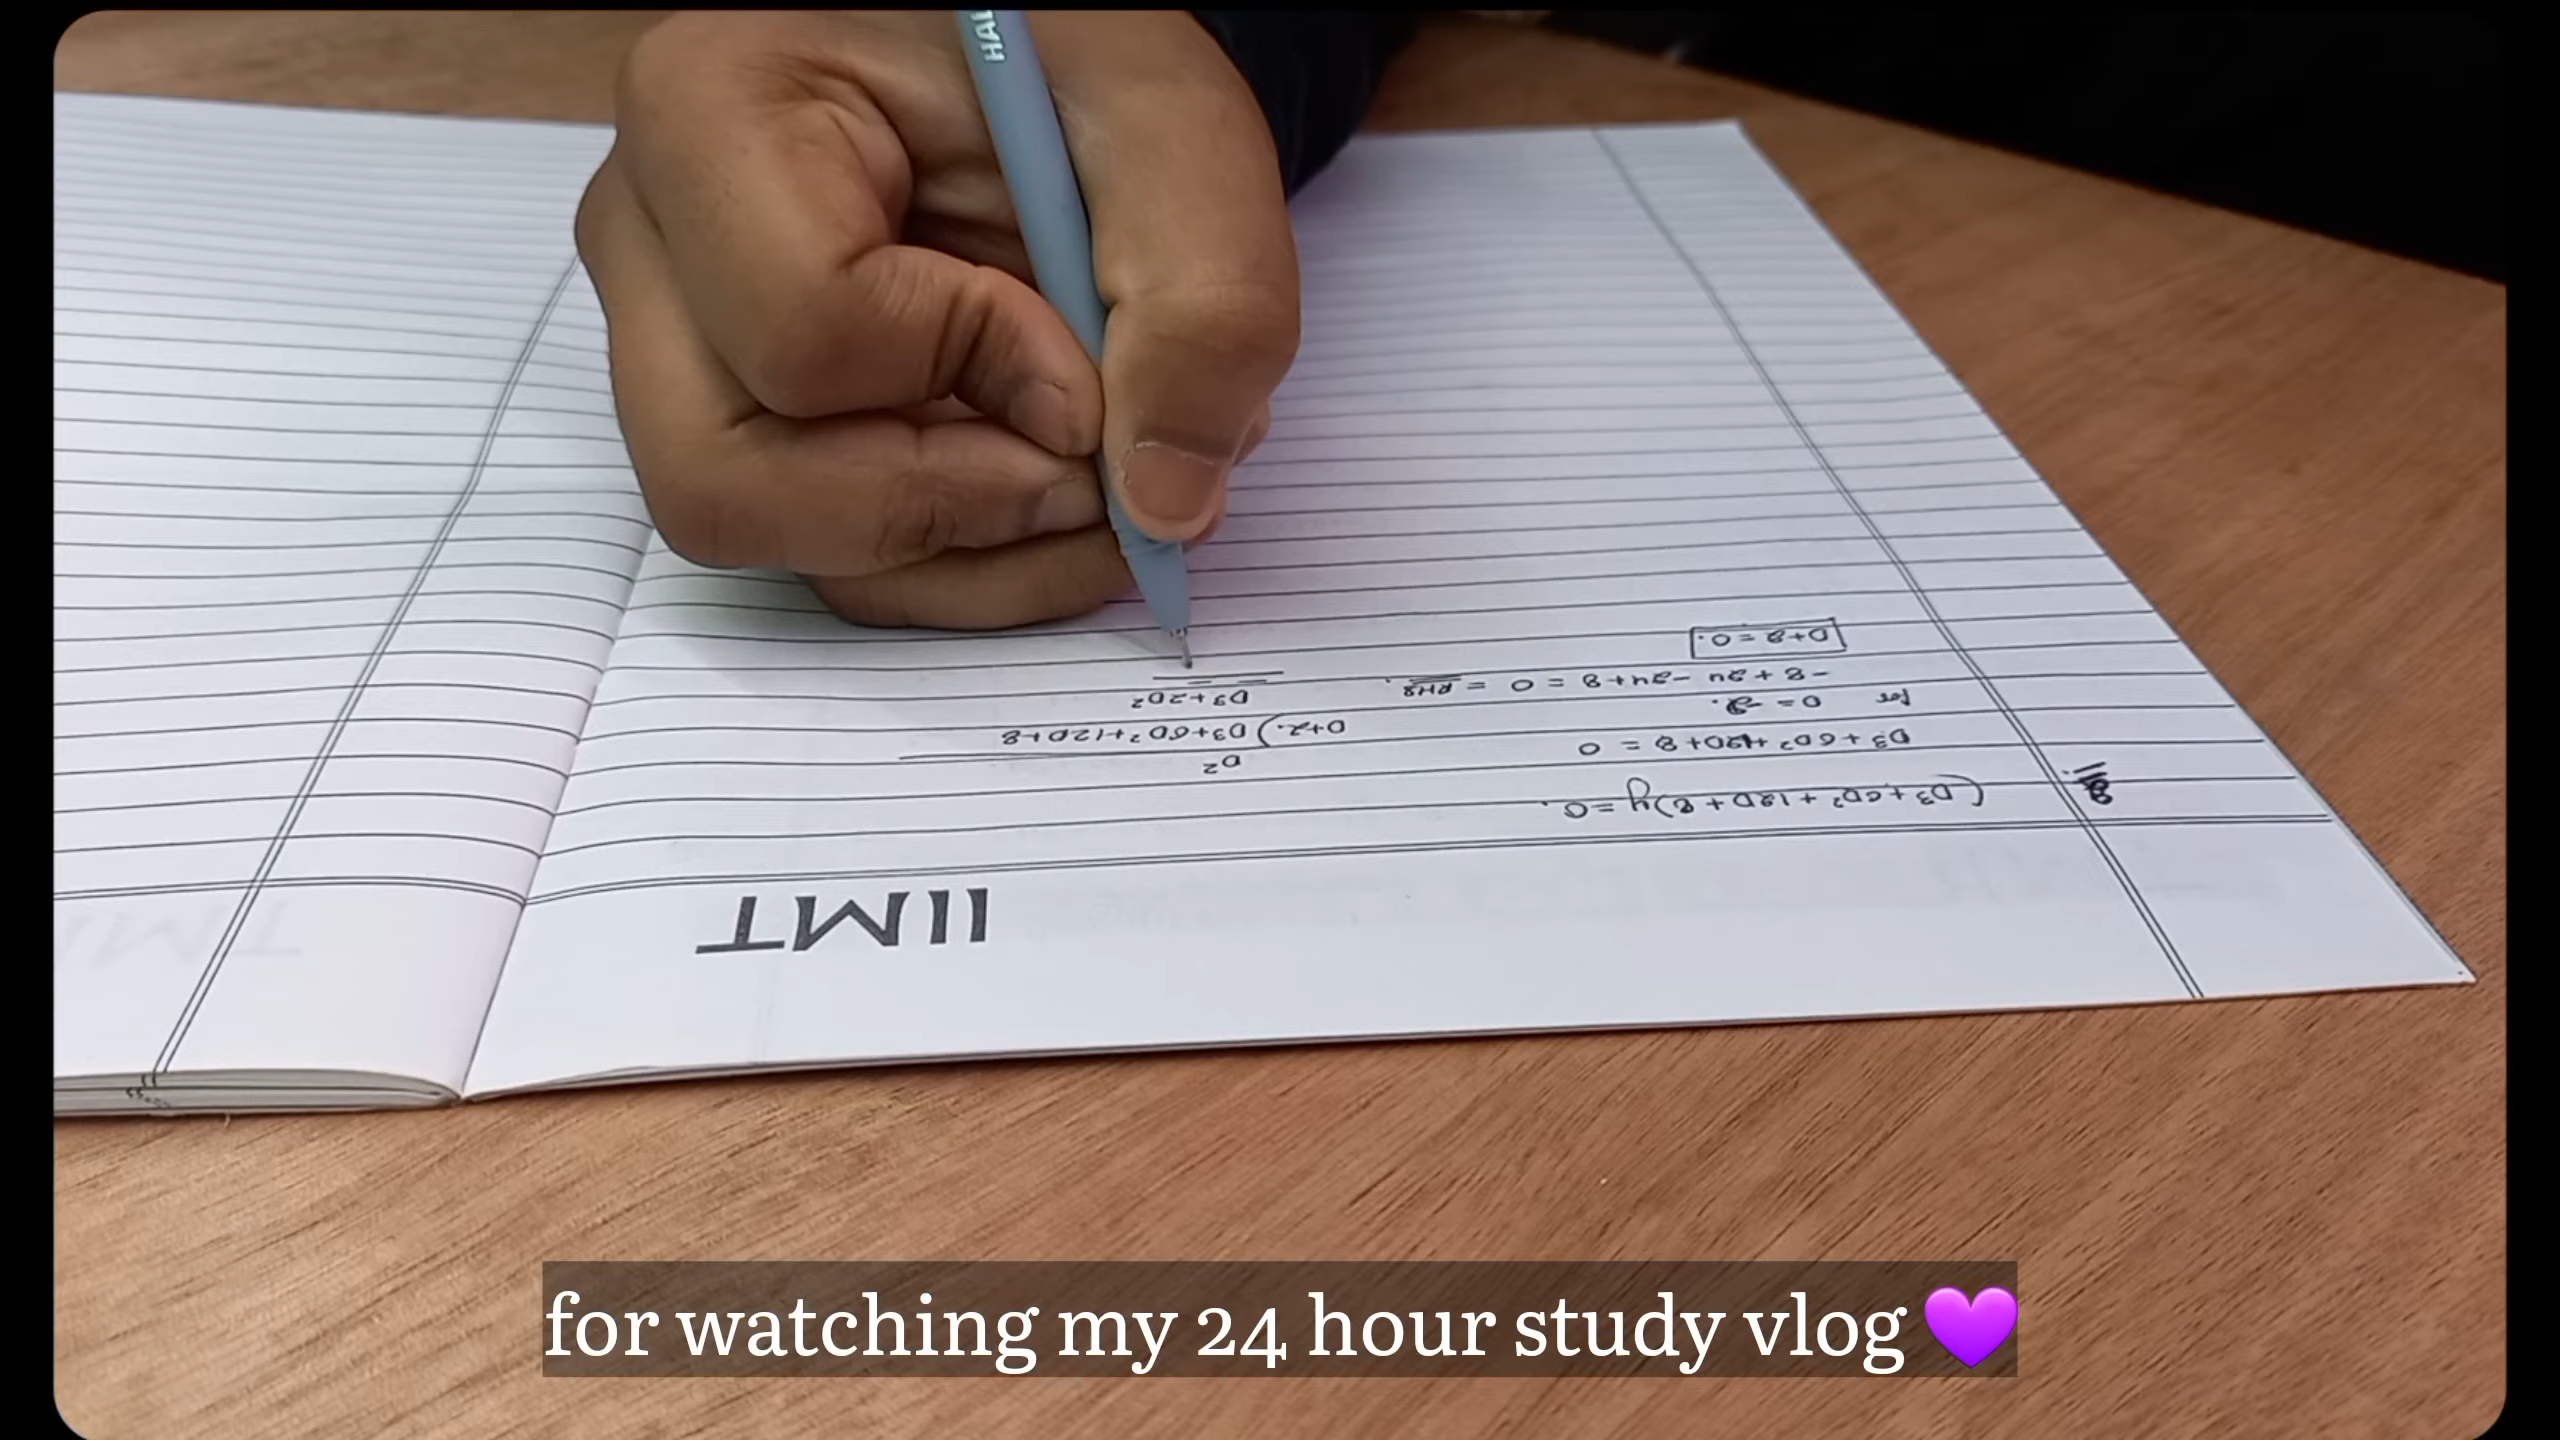 HAU
IIMT
Sol:
(D³ + 6D² + 12D + 8)y = 0.
D³ + 6D² + 12D + 8 = 0
for D = -2.
-8 + 24 - 24 + 8 = 0 = RHS.
D+2 = 0.
D²
D+2.) D³+6D²+12D+8
D³+2D²
for watching my 24 hour study vlog 💜